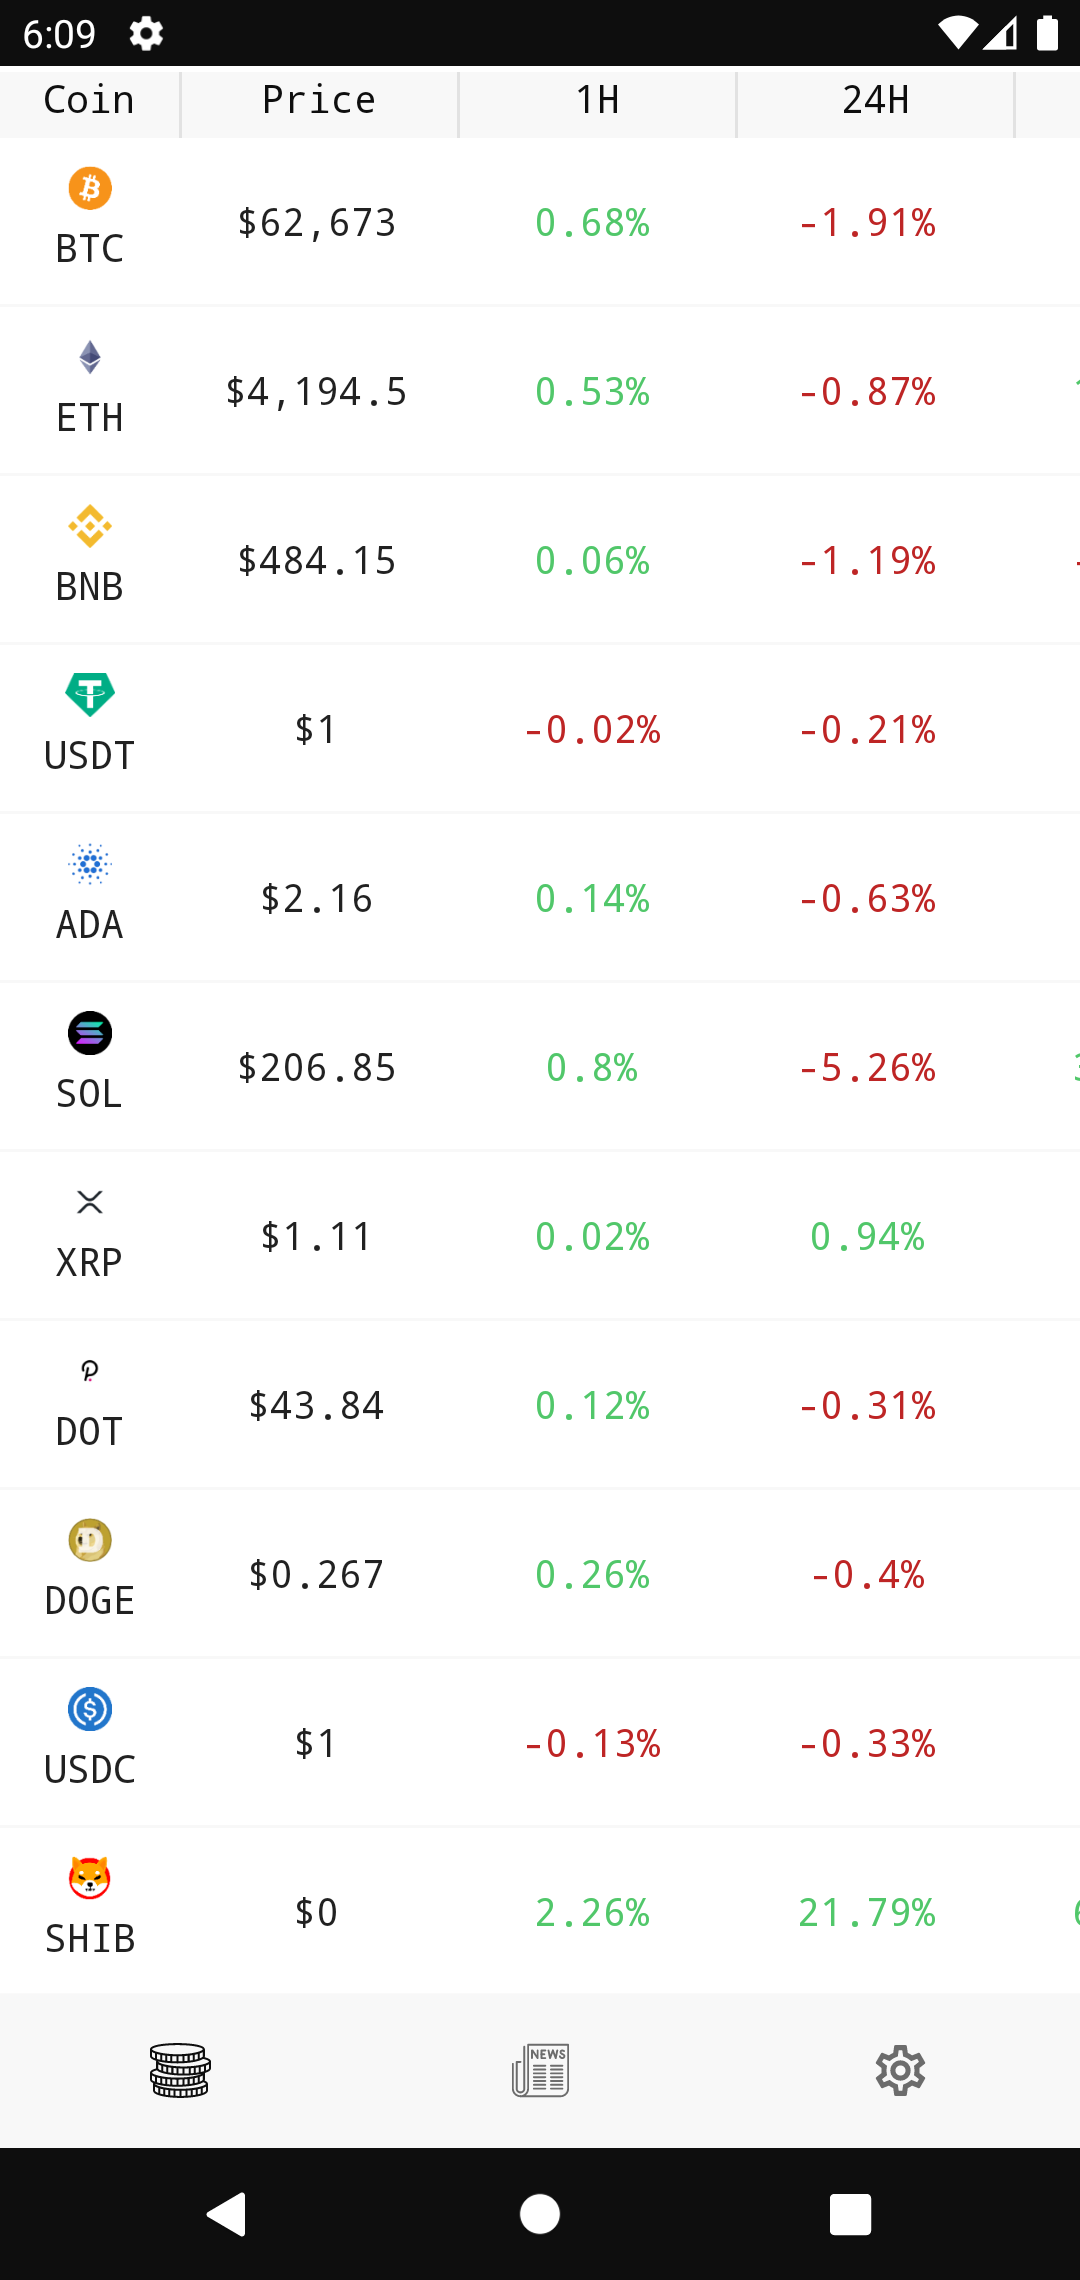 6:09
Coin Price 1H 24H
BTC $62,673 0.68% -1.91%
ETH $4,194.5 0.53% -0.87%
BNB $484.15 0.06% -1.19%
USDT $1 -0.02% -0.21%
ADA $2.16 0.14% -0.63%
SOL $206.85 0.8% -5.26%
XRP $1.11 0.02% 0.94%
DOT $43.84 0.12% -0.31%
DOGE $0.267 0.26% -0.4%
USDC $1 -0.13% -0.33%
SHIB $0 2.26% 21.79%
NEWS